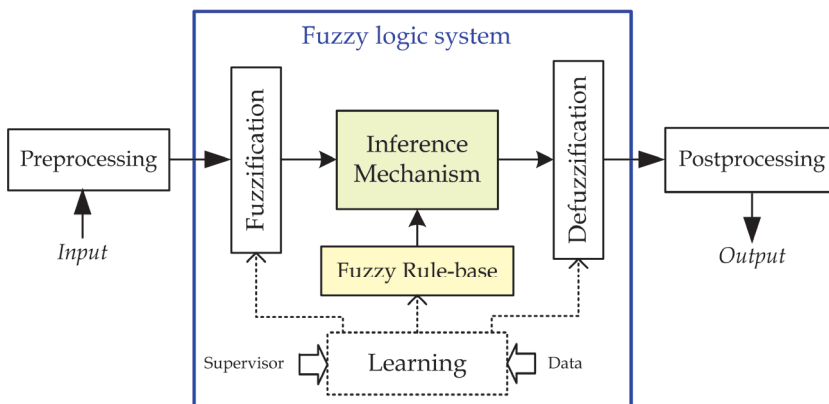 Fuzzy logic system
Preprocessing
Input
Fuzzification
Inference
Mechanism
Fuzzy Rule-base
Defuzzification
Postprocessing
Output
Supervisor
Learning
Data